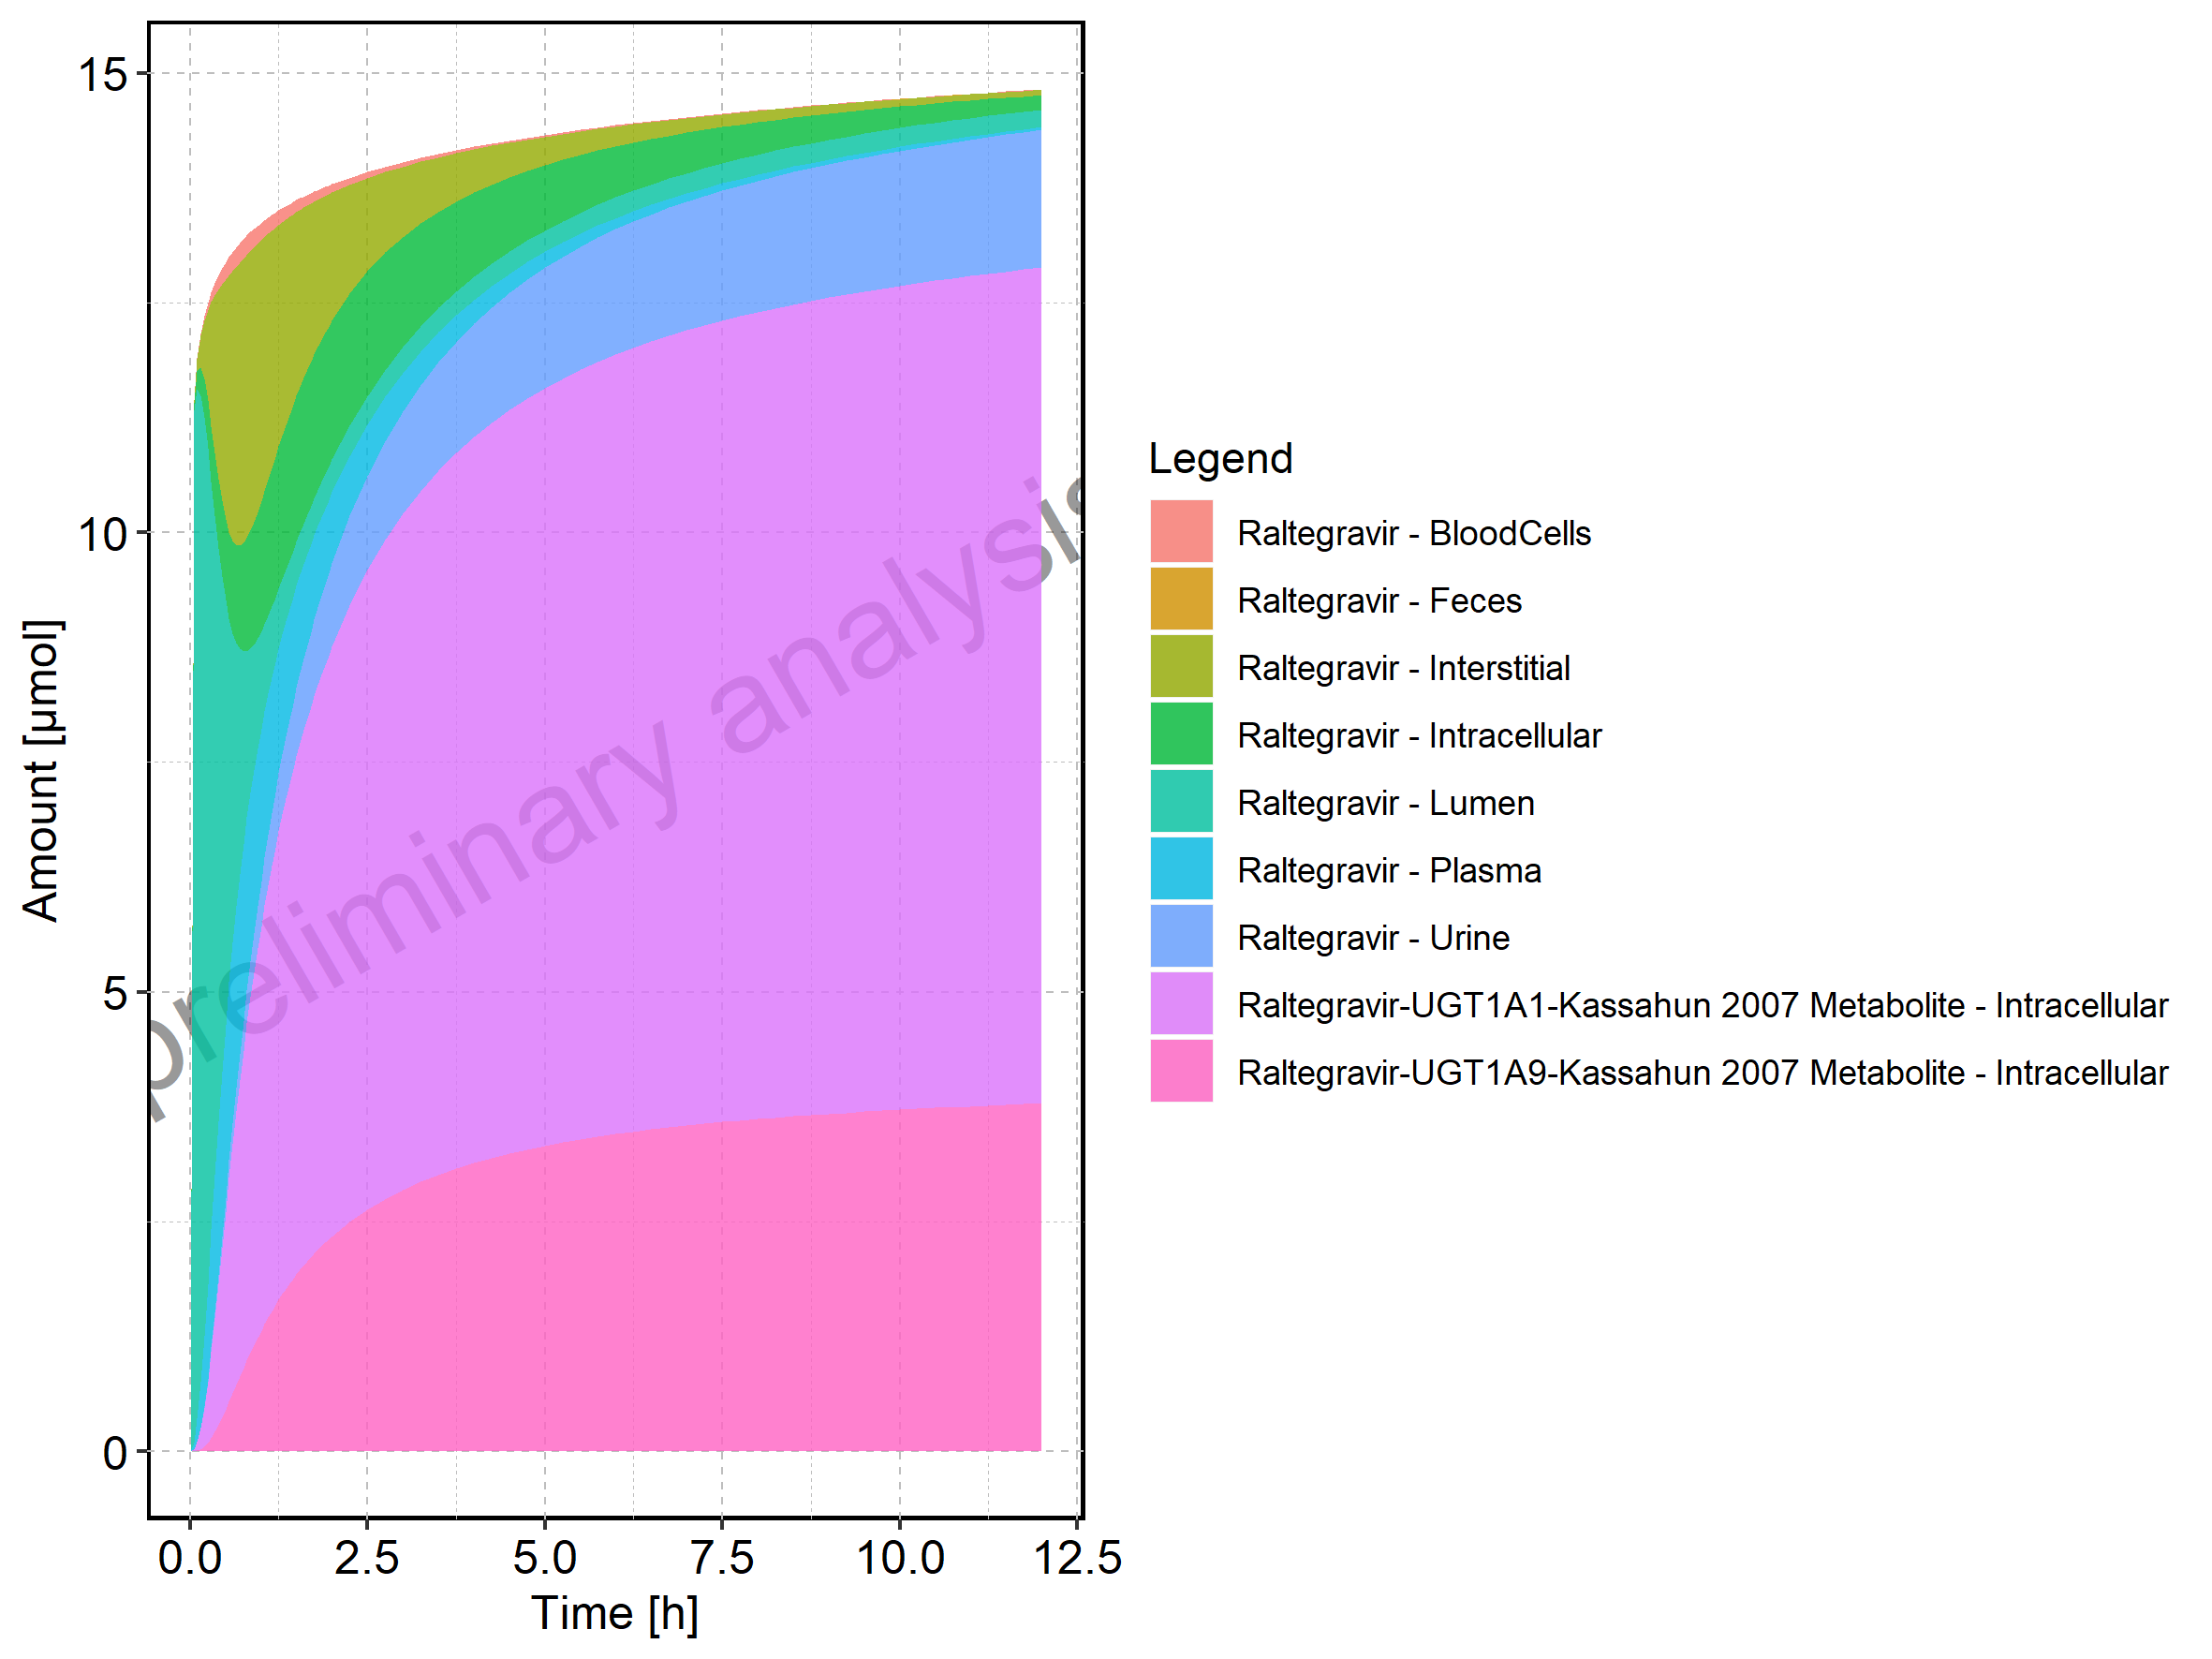 15
10
5
0
Amount [µmol]
preliminary analysis
0.0 2.5 5.0 7.5 10.0 12.5
Time [h]
Legend
Raltegravir - BloodCells
Raltegravir - Feces
Raltegravir - Interstitial
Raltegravir - Intracellular
Raltegravir - Lumen
Raltegravir - Plasma
Raltegravir - Urine
Raltegravir-UGT1A1-Kassahun 2007 Metabolite - Intracellular
Raltegravir-UGT1A9-Kassahun 2007 Metabolite - Intracellular